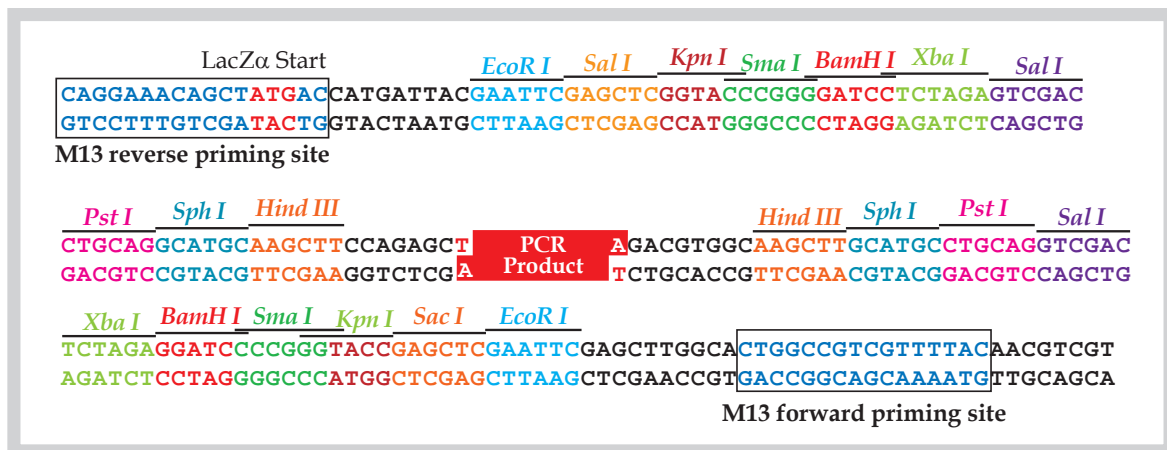 LacZα Start
EcoR I Sal I Kpn I Sma I BamH I Xba I Sal I
CAGGAAACAGCTATGACCATGATTACGAATTCGAGCTCGGTACCCGGGGATCCTCTAGAGTCGAC
GTCCTTTGTCGATACTGGTACTAATGCTTAAGCTCGAGCCATGGGCCCCTAGGAGATCTCAGCTG
M13 reverse priming site
Pst I Sph I Hind III Hind III Sph I Pst I Sal I
CTGCAGGCATGCAAGCTTCCAGAGCT PCR AGACGTGGCAAGCTTGCATGCCTGCAGGTCGAC
GACGTCCGTACGTTCGAAGGTCTCGA Product TCTGCACCGTTCGAACGTACGGACGTCCAGCTG
Xba I BamH I Sma I Kpn I Sac I EcoR I
TCTAGAGGATCCCCGGGTACCGAGCTCGAATTCGAGCTTGGCACTGGCCGTCGTTTTACAACGTCGT
AGATCTCCTAGGGGCCCATGGCTCGAGCTTAAGCTCGAACCGTGACCGGCAGCAAAATGTTGCAGCA
M13 forward priming site